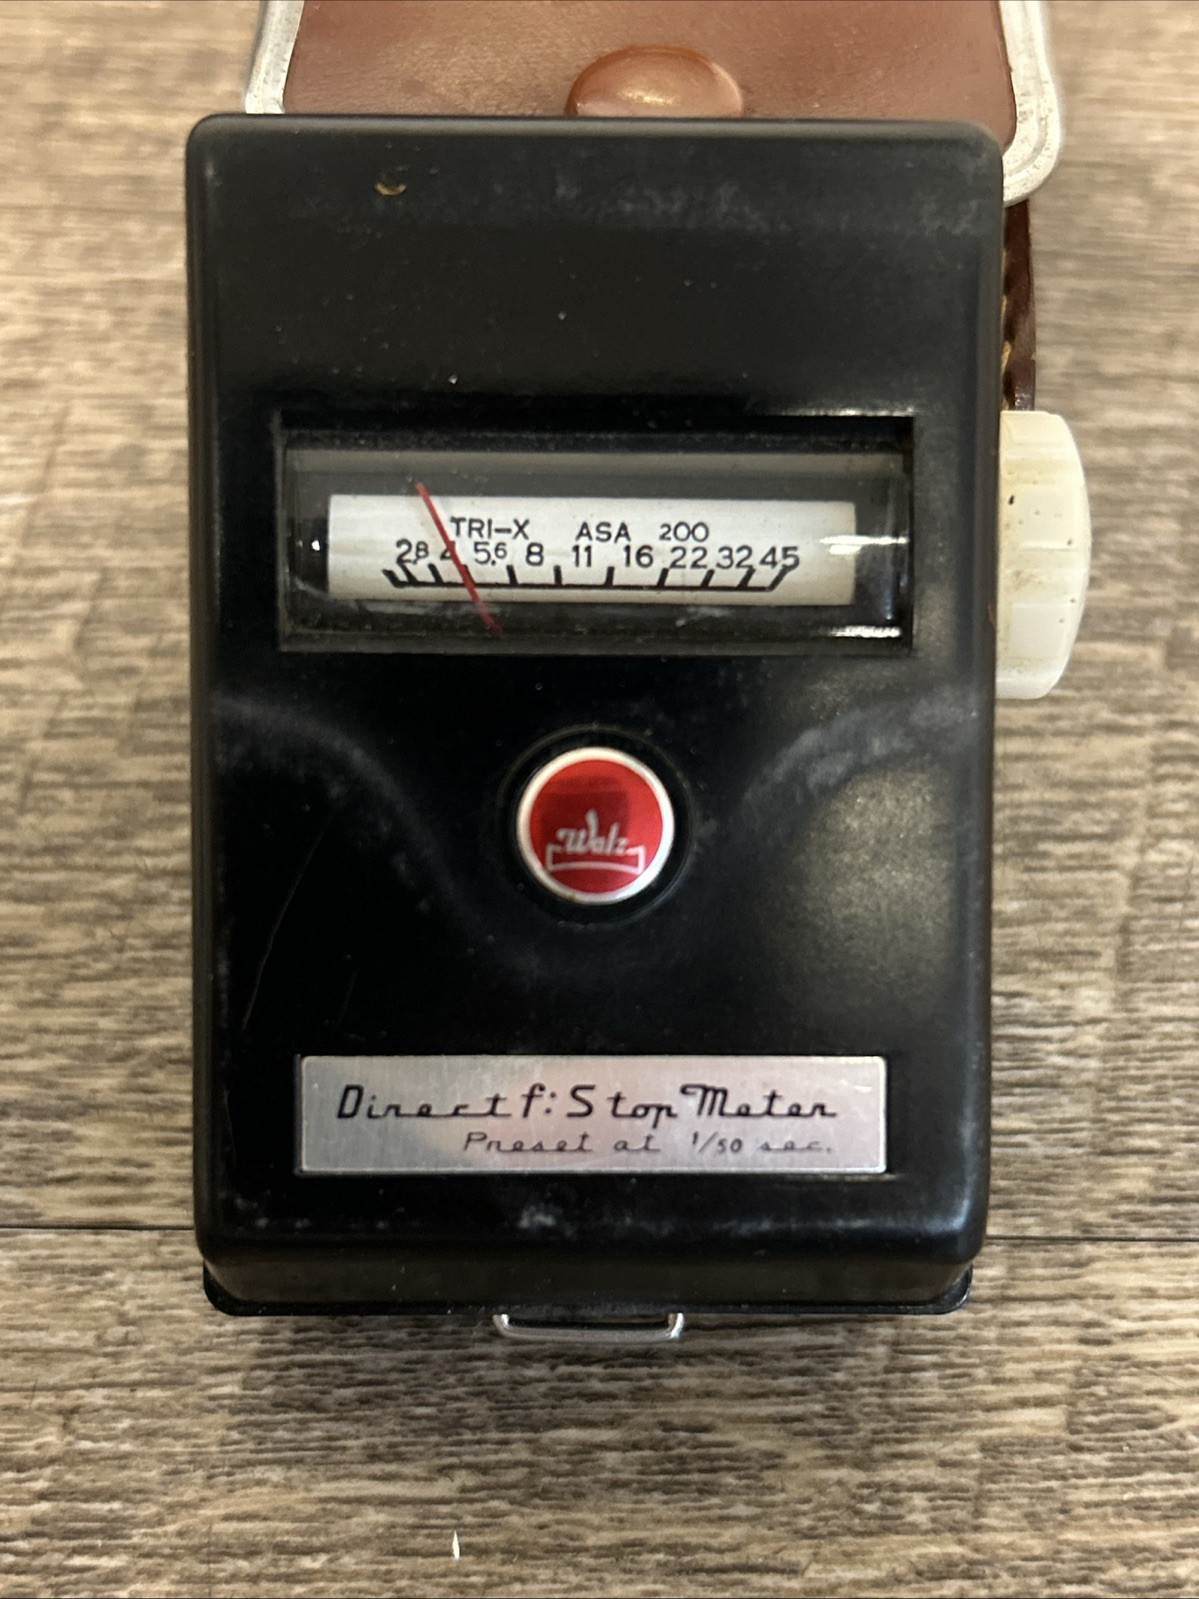 TRI-X ASA 200
2.8 4 5.6 8 11 16 22 32 45
Walz
Direct f: Stop Meter
Preset at 1/50 sec.